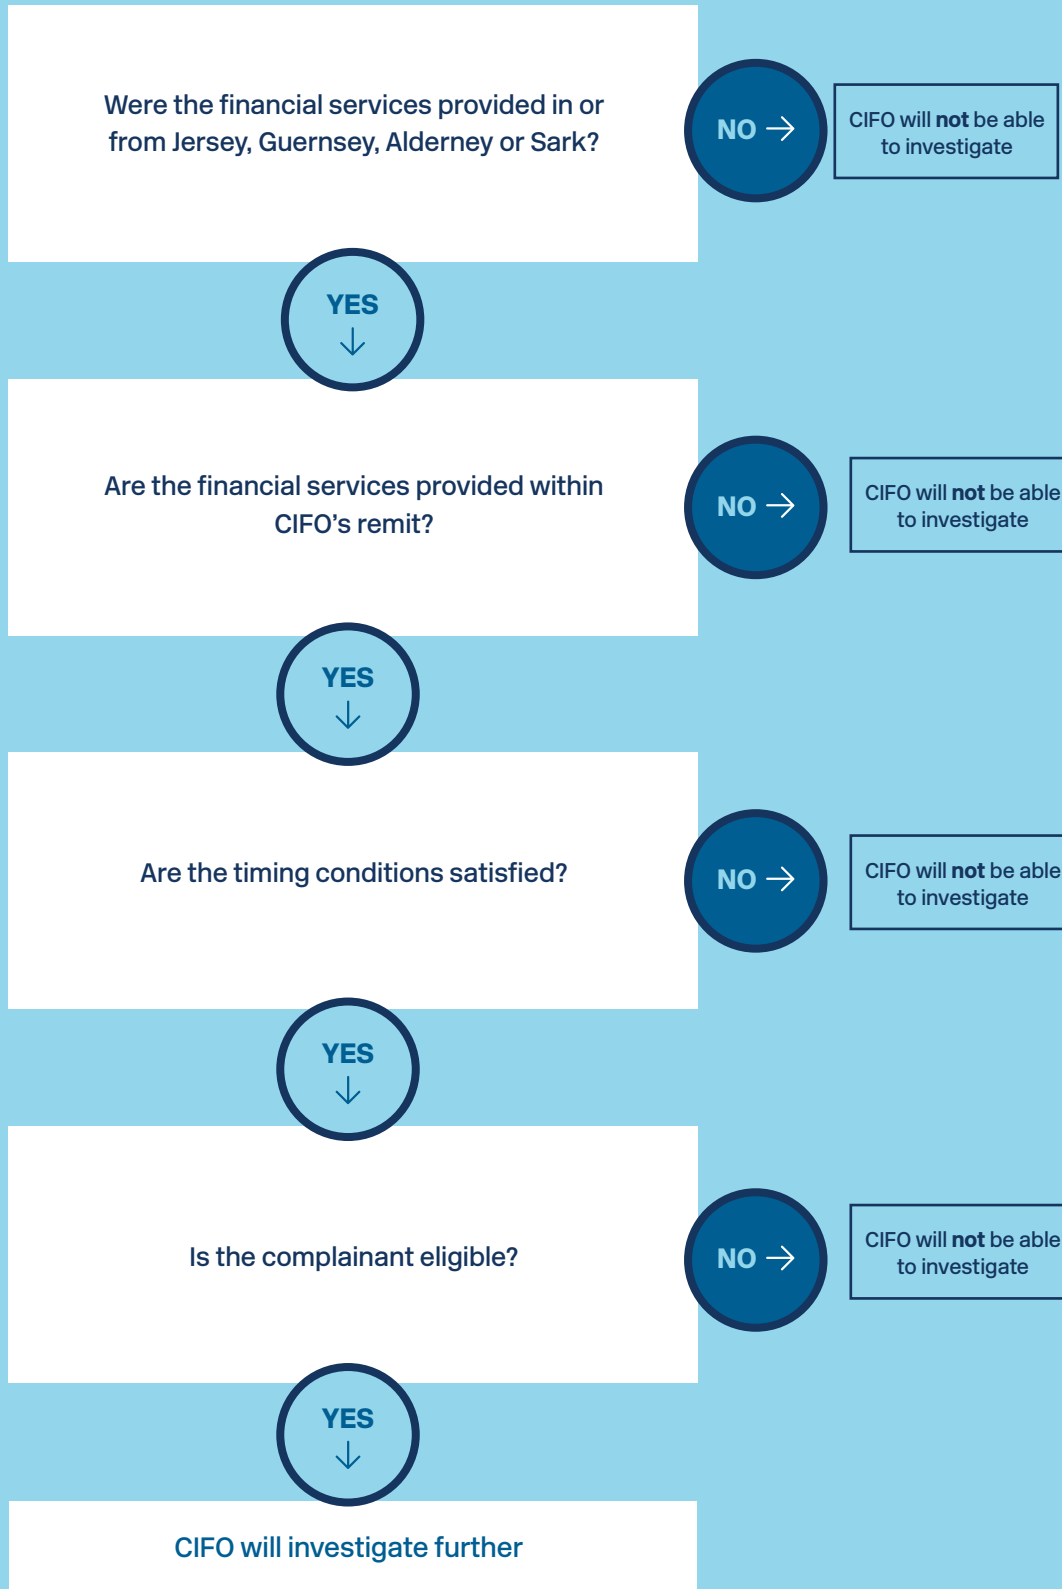 Were the financial services provided in or
from Jersey, Guernsey, Alderney or Sark?
NO →
CIFO will not be able
to investigate
YES
↓
Are the financial services provided within
CIFO’s remit?
NO →
CIFO will not be able
to investigate
YES
↓
Are the timing conditions satisfied?
NO →
CIFO will not be able
to investigate
YES
↓
Is the complainant eligible?
NO →
CIFO will not be able
to investigate
YES
↓
CIFO will investigate further